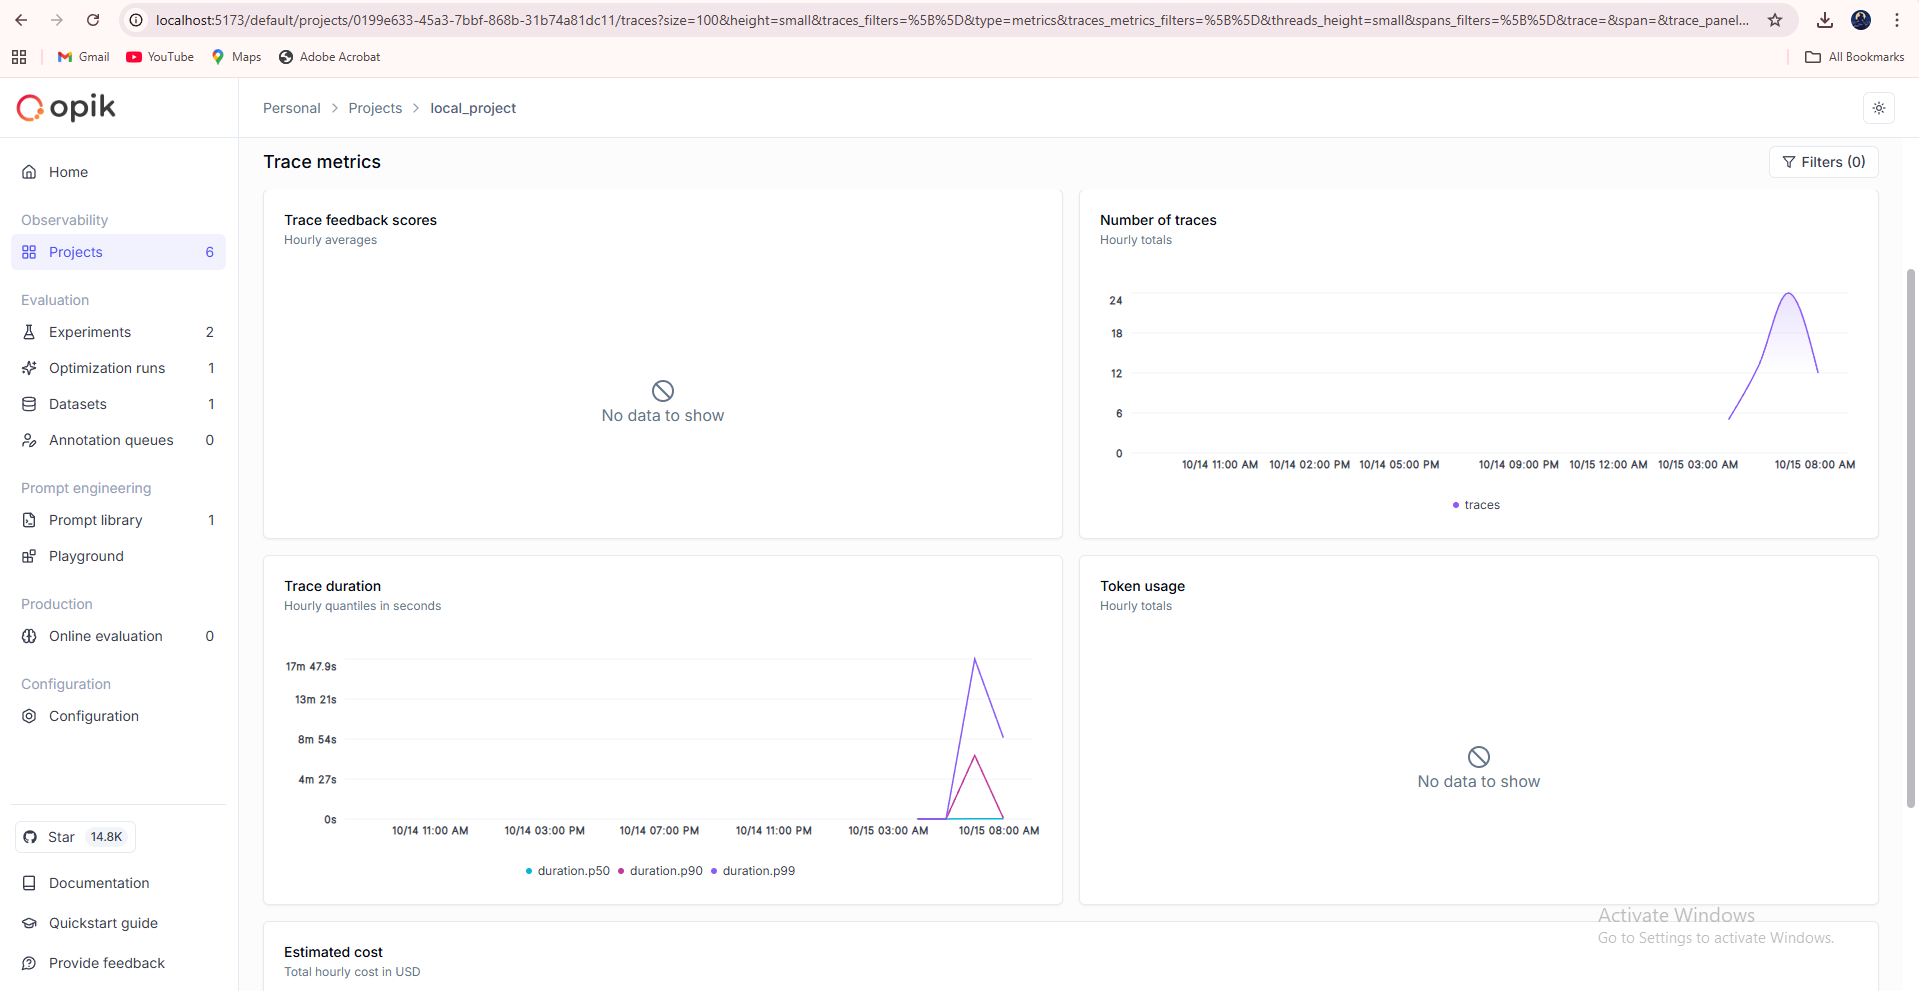 localhost:5173/default/projects/0199e633-45a3-7bbf-868b-31b74a81dc11/traces?size=100&height=small&traces_filters=%5B%5D&type=metrics&traces_metrics_filters=%5B%5D&threads_height=small&spans_filters=%5B%5D&trace=&span=&trace_panel...
Gmail YouTube Maps Adobe Acrobat All Bookmarks
opik
Personal > Projects > local_project
Home
Observability
Projects 6
Evaluation
Experiments 2
Optimization runs 1
Datasets 1
Annotation queues 0
Prompt engineering
Prompt library 1
Playground
Production
Online evaluation 0
Configuration
Configuration
Star 14.8K
Documentation
Quickstart guide
Provide feedback
Trace metrics
Filters (0)
Trace feedback scores
Hourly averages
No data to show
Number of traces
Hourly totals
24
18
12
6
0
10/14 11:00 AM 10/14 02:00 PM 10/14 05:00 PM 10/14 09:00 PM 10/15 12:00 AM 10/15 03:00 AM 10/15 08:00 AM
traces
Trace duration
Hourly quantiles in seconds
17m 47.9s
13m 21s
8m 54s
4m 27s
0s
10/14 11:00 AM 10/14 03:00 PM 10/14 07:00 PM 10/14 11:00 PM 10/15 03:00 AM 10/15 08:00 AM
duration.p50 duration.p90 duration.p99
Token usage
Hourly totals
No data to show
Estimated cost
Total hourly cost in USD
Activate Windows
Go to Settings to activate Windows.